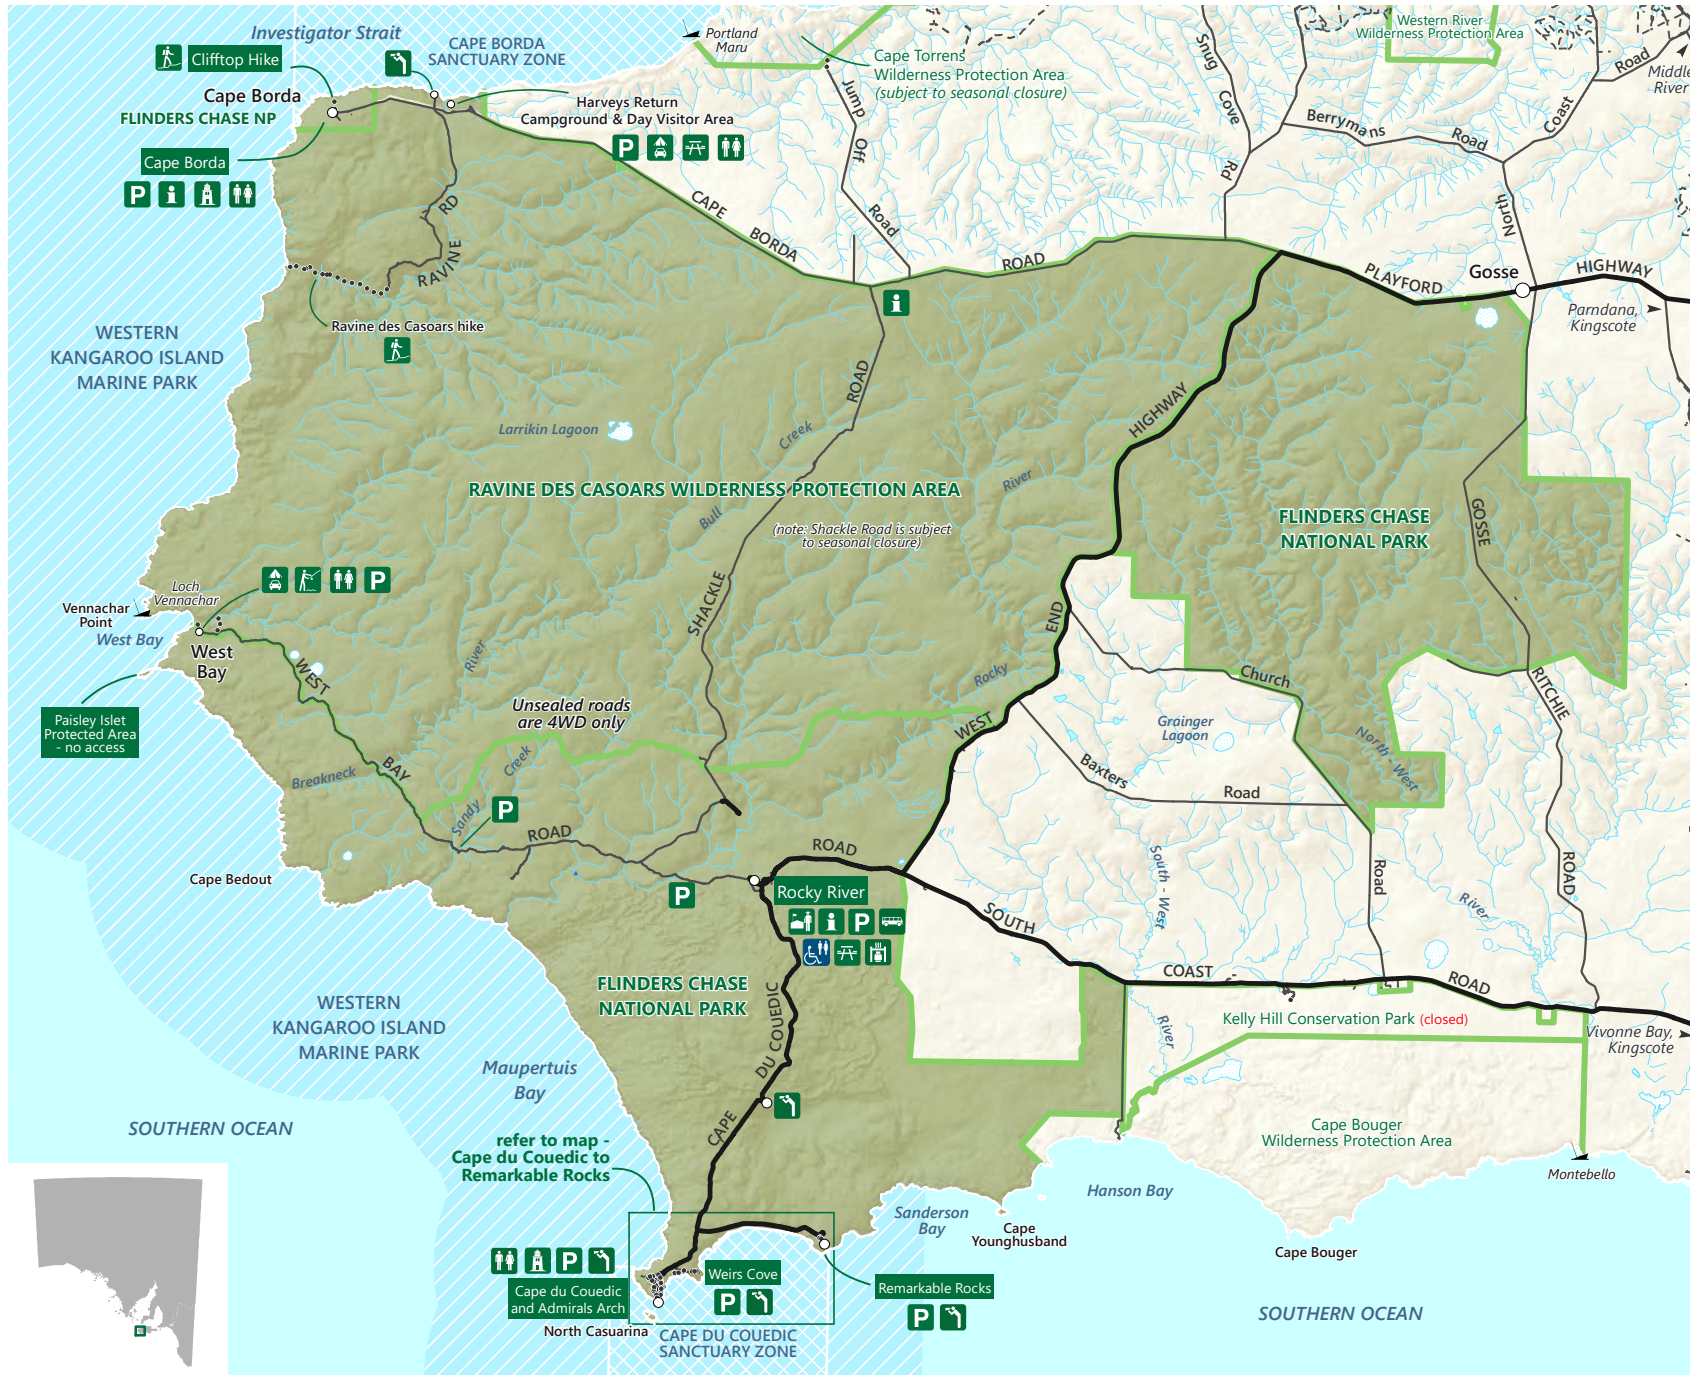 Investigator Strait
Clifftop Hike
CAPE BORDA
SANCTUARY ZONE
Portland
Maru
Cape Torrens
Wilderness Protection Area
(subject to seasonal closure)
Western River
Wilderness Protection Area
Snug
Cove
Rd
Road
Middle
River
Cape Borda
FLINDERS CHASE NP
Harveys Return
Campground & Day Visitor Area
P
Jump
Off
Road
Berrymans
Road
Coast
North
Cape Borda
P
i
RAVINE
RD
CAPE
BORDA
ROAD
PLAYFORD
HIGHWAY
Gosse
Parndana,
Kingscote
i
Ravine des Casoars hike
WESTERN
KANGAROO ISLAND
MARINE PARK
Larrikin Lagoon
ROAD
Creek
Bull
HIGHWAY
RAVINE DES CASOARS WILDERNESS PROTECTION AREA
River
(note: Shackle Road is subject
to seasonal closure)
FLINDERS CHASE
NATIONAL PARK
GOSSE
P
Loch
Vennachar
Vennachar
Point
West Bay
West
Bay
SHACKLE
END
River
Rocky
Church
RITCHIE
WEST
Paisley Islet
Protected Area
- no access
Unsealed roads
are 4WD only
WEST
Grainger
Lagoon
North - West
Breakneck
BAY
Creek
Sandy
P
Baxters
Road
ROAD
ROAD
South - West
Road
ROAD
Cape Bedout
P
Rocky River
i
P
River
SOUTH
COAST
ROAD
FLINDERS CHASE
NATIONAL PARK
WESTERN
KANGAROO ISLAND
MARINE PARK
DU COUEDIC
River
Kelly Hill Conservation Park (closed)
Vivonne Bay,
Kingscote
Maupertuis
Bay
CAPE
SOUTHERN OCEAN
refer to map -
Cape du Couedic to
Remarkable Rocks
Cape Bouger
Wilderness Protection Area
Montebello
Hanson Bay
Sanderson
Bay
Cape
Younghusband
Cape Bouger
P
Cape du Couedic
and Admirals Arch
Weirs Cove
P
Remarkable Rocks
P
North Casuarina
CAPE DU COUEDIC
SANCTUARY ZONE
SOUTHERN OCEAN